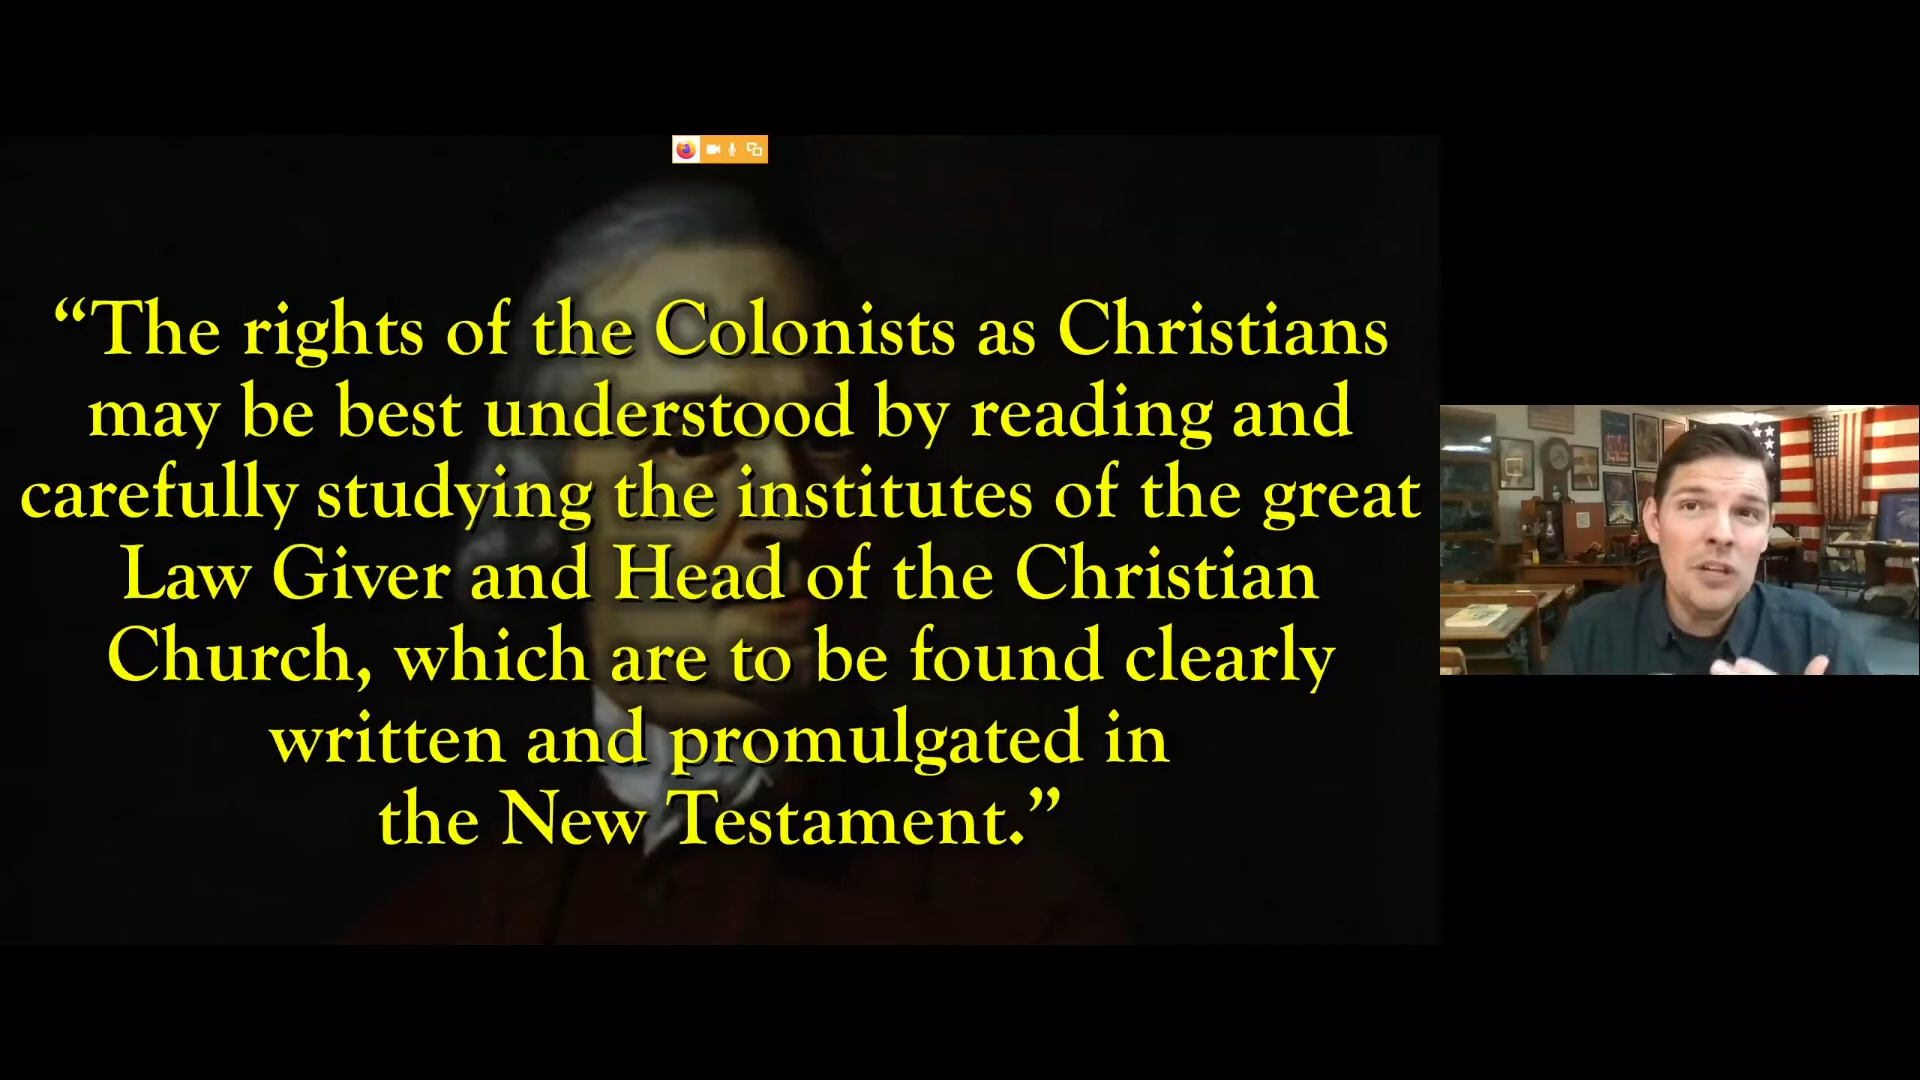 “The rights of the Colonists as Christians
may be best understood by reading and
carefully studying the institutes of the great
Law Giver and Head of the Christian
Church, which are to be found clearly
written and promulgated in
the New Testament.”